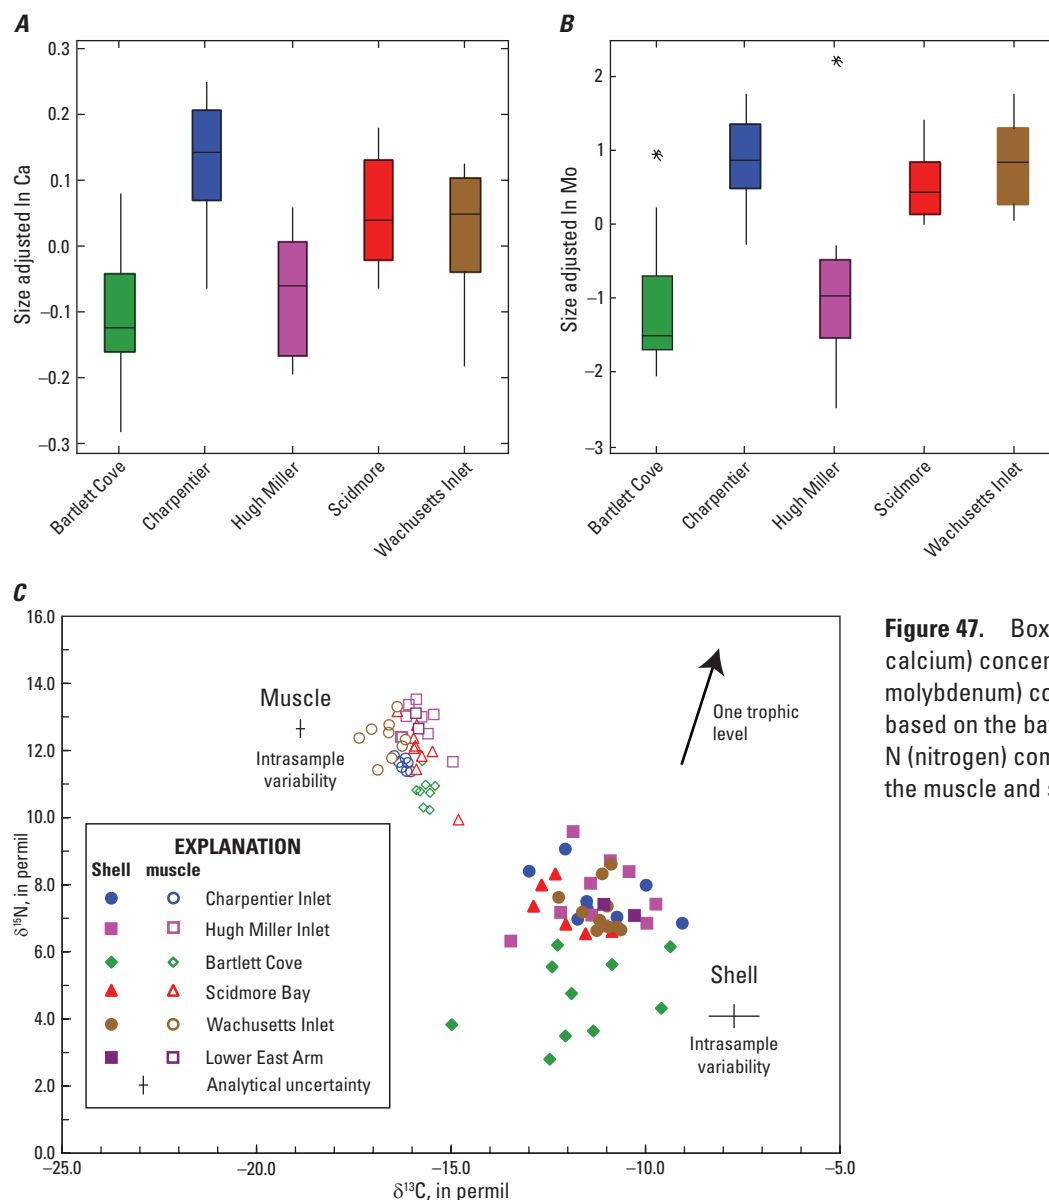 A
Size adjusted ln Ca
0.3
0.2
0.1
0.0
−0.1
−0.2
−0.3
Bartlett Cove
Charpentier
Hugh Miller
Scidmore
Wachusetts Inlet
B
Size adjusted ln Mo
2
1
0
−1
−2
−3
Bartlett Cove
Charpentier
Hugh Miller
Scidmore
Wachusetts Inlet
C
δ¹⁵N, in permil
16.0
14.0
12.0
10.0
8.0
6.0
4.0
2.0
0.0
−25.0
−20.0
−15.0
−10.0
−5.0
δ¹³C, in permil
Muscle
Intrasample
variability
One trophic
level
Shell
Intrasample
variability
EXPLANATION
Shell muscle
Charpentier Inlet
Hugh Miller Inlet
Bartlett Cove
Scidmore Bay
Wachusetts Inlet
Lower East Arm
Analytical uncertainty
Figure 47. Box
calcium) concer
molybdenum) co
based on the ba
N (nitrogen) com
the muscle and s